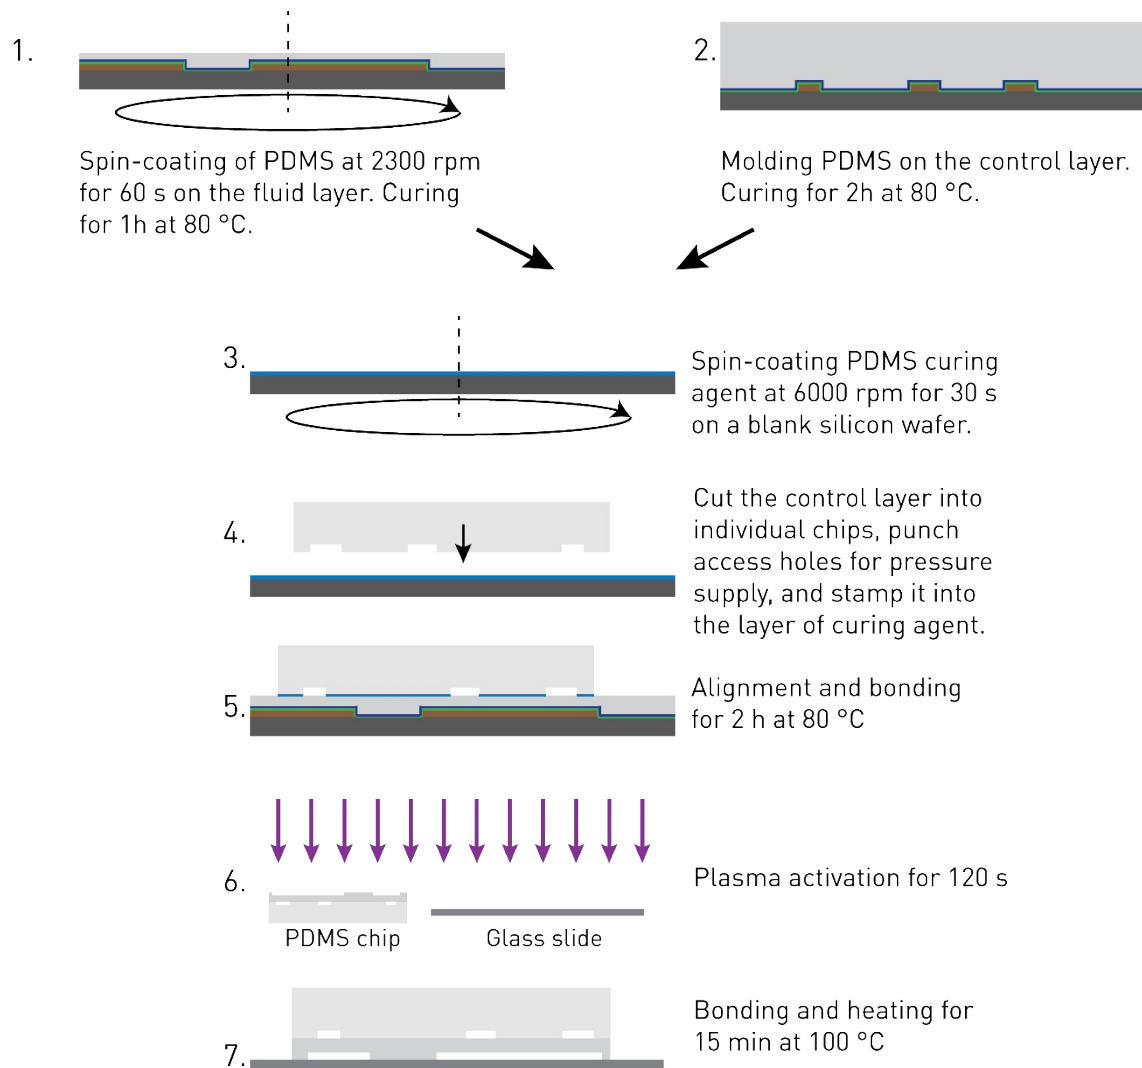 1.
Spin-coating of PDMS at 2300 rpm
for 60 s on the fluid layer. Curing
for 1h at 80 °C.
2.
Molding PDMS on the control layer.
Curing for 2h at 80 °C.
3.
Spin-coating PDMS curing
agent at 6000 rpm for 30 s
on a blank silicon wafer.
4.
Cut the control layer into
individual chips, punch
access holes for pressure
supply, and stamp it into
the layer of curing agent.
5.
Alignment and bonding
for 2 h at 80 °C
6.
PDMS chip
Glass slide
Plasma activation for 120 s
7.
Bonding and heating for
15 min at 100 °C